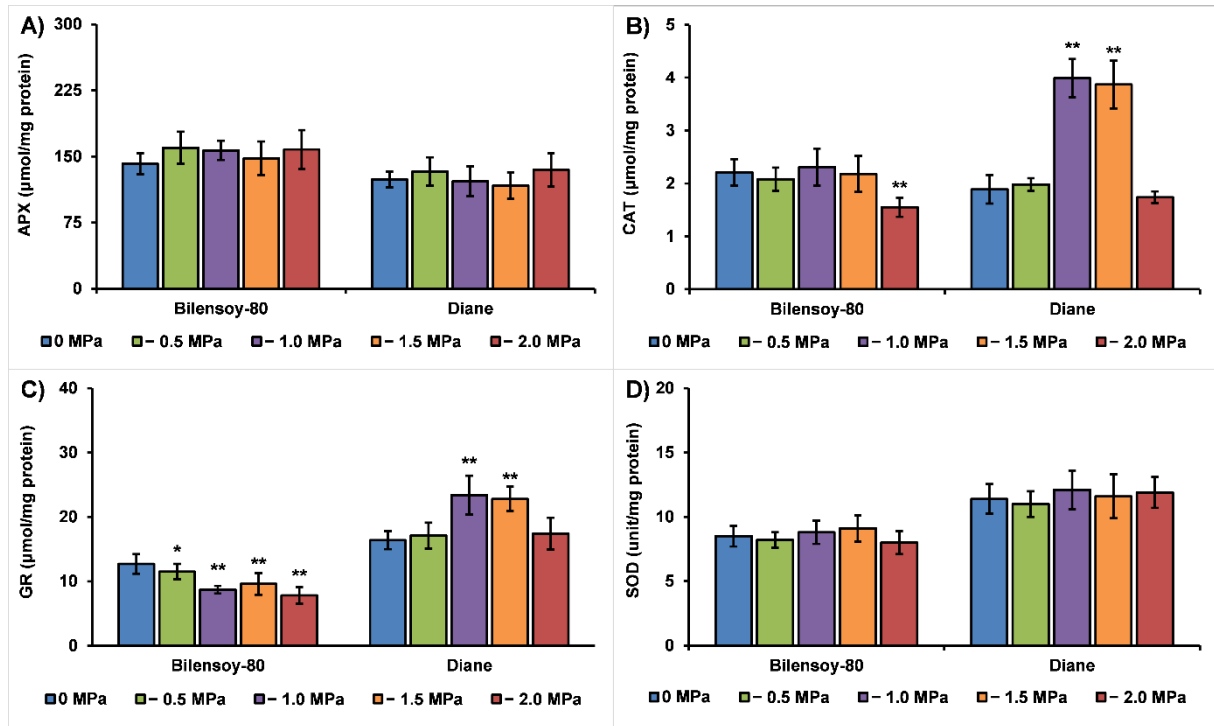 A)
300
225
150
75
0
APX (µmol/mg protein)
Bilensoy-80 Diane
0 MPa – 0.5 MPa – 1.0 MPa – 1.5 MPa – 2.0 MPa
B)
5
4
3
2
1
0
CAT (µmol/mg protein)
** **
**
Bilensoy-80 Diane
0 MPa – 0.5 MPa – 1.0 MPa – 1.5 MPa – 2.0 MPa
C)
40
30
20
10
0
GR (µmol/mg protein)
* ** ** **
** **
Bilensoy-80 Diane
0 MPa – 0.5 MPa – 1.0 MPa – 1.5 MPa – 2.0 MPa
D)
20
15
10
5
0
SOD (unit/mg protein)
Bilensoy-80 Diane
0 MPa – 0.5 MPa – 1.0 MPa – 1.5 MPa – 2.0 MPa